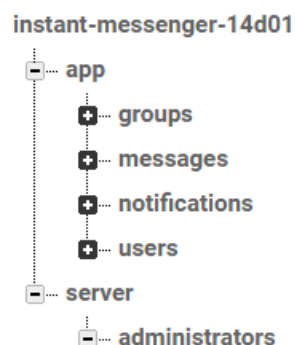 instant-messenger-14d01
app
groups
messages
notifications
users
server
administrators